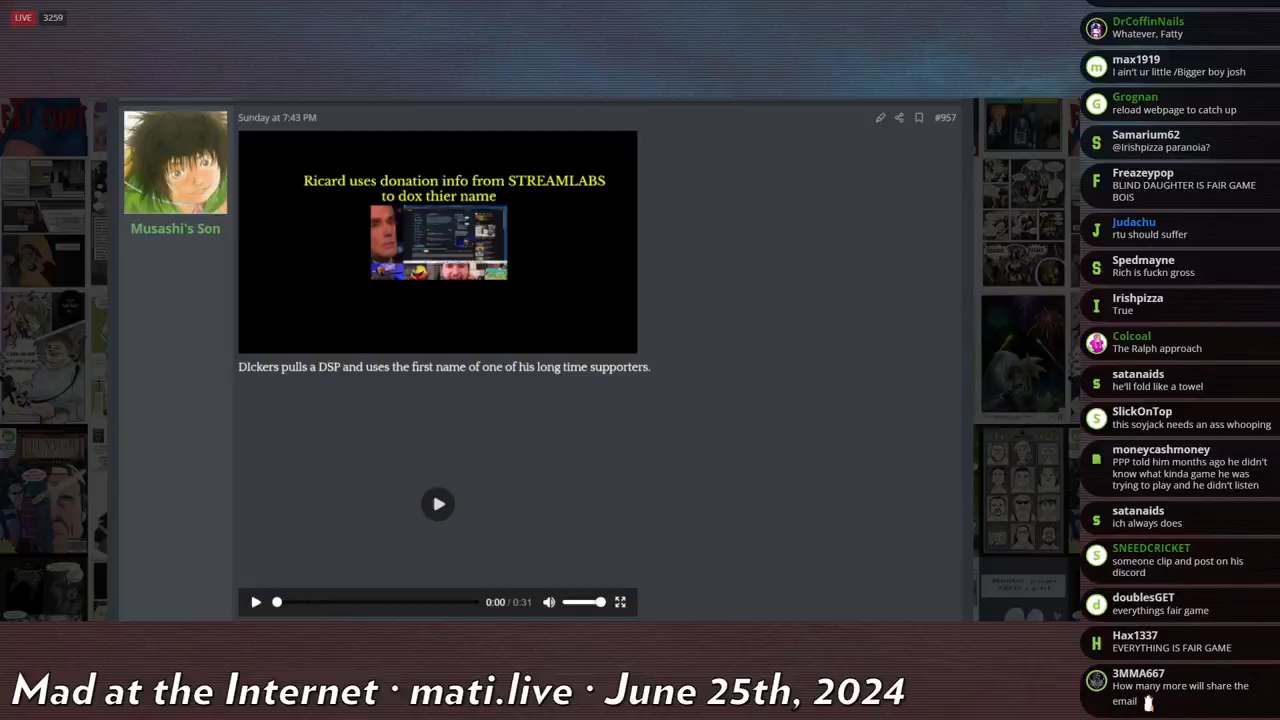 LIVE 3259
Sunday at 7:43 PM
#957
Ricard uses donation info from STREAMLABS
to dox thier name
Musashi's Son
DIckers pulls a DSP and uses the first name of one of his long time supporters.
0:00 / 0:31
Mad at the Internet · mati.live · June 25th, 2024
DrCoffinNails
Whatever, Fatty
max1919
I ain't ur little /Bigger boy josh
Grognan
reload webpage to catch up
Samarium62
@Irishpizza paranoia?
Freazeypop
BLIND DAUGHTER IS FAIR GAME
BOIS
Judachu
rtu should suffer
Spedmayne
Rich is fuckn gross
Irishpizza
True
Colcoal
The Ralph approach
satanaids
he'll fold like a towel
SlickOnTop
this soyjack needs an ass whooping
moneycashmoney
PPP told him months ago he didn't
know what kinda game he was
trying to play and he didn't listen
satanaids
ich always does
SNEEDCRICKET
someone clip and post on his
discord
doublesGET
everythings fair game
Hax1337
EVERYTHING IS FAIR GAME
3MMA667
How many more will share the
email